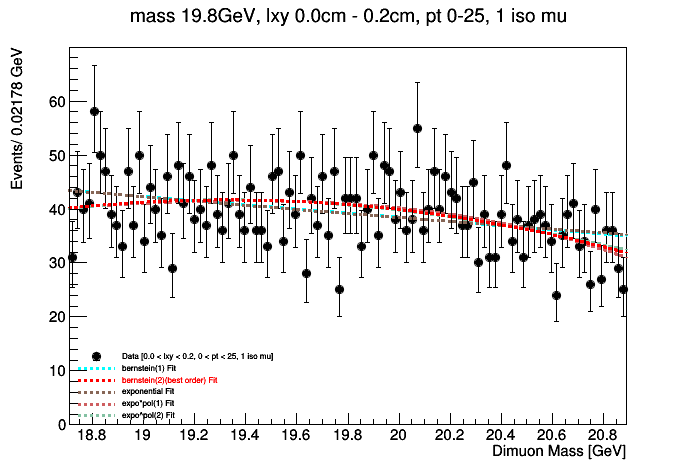 mass 19.8GeV, lxy 0.0cm - 0.2cm, pt 0-25, 1 iso mu
Events/ 0.02178 GeV
60
50
40
30
20
10
0
Data [0.0 < lxy < 0.2, 0 < pt < 25, 1 iso mu]
bernstein(1) Fit
bernstein(2)(best order) Fit
exponential Fit
expo*pol(1) Fit
expo*pol(2) Fit
18.8 19 19.2 19.4 19.6 19.8 20 20.2 20.4 20.6 20.8
Dimuon Mass [GeV]